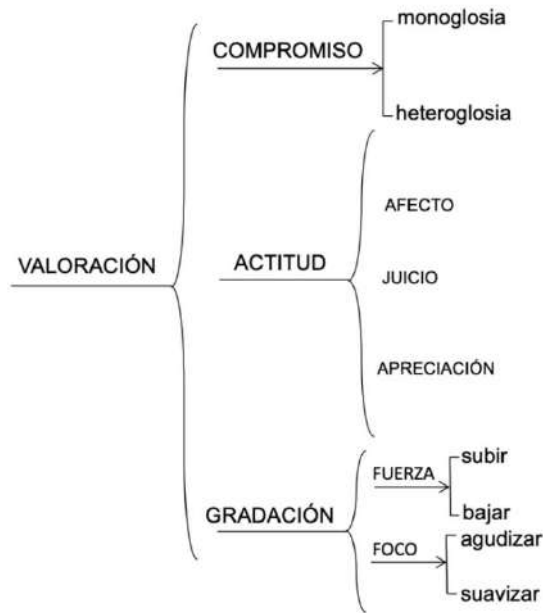 monoglosia
COMPROMISO
heteroglosia
AFECTO
VALORACIÓN
ACTITUD
JUICIO
APRECIACIÓN
subir
FUERZA
bajar
GRADACIÓN
agudizar
FOCO
suavizar